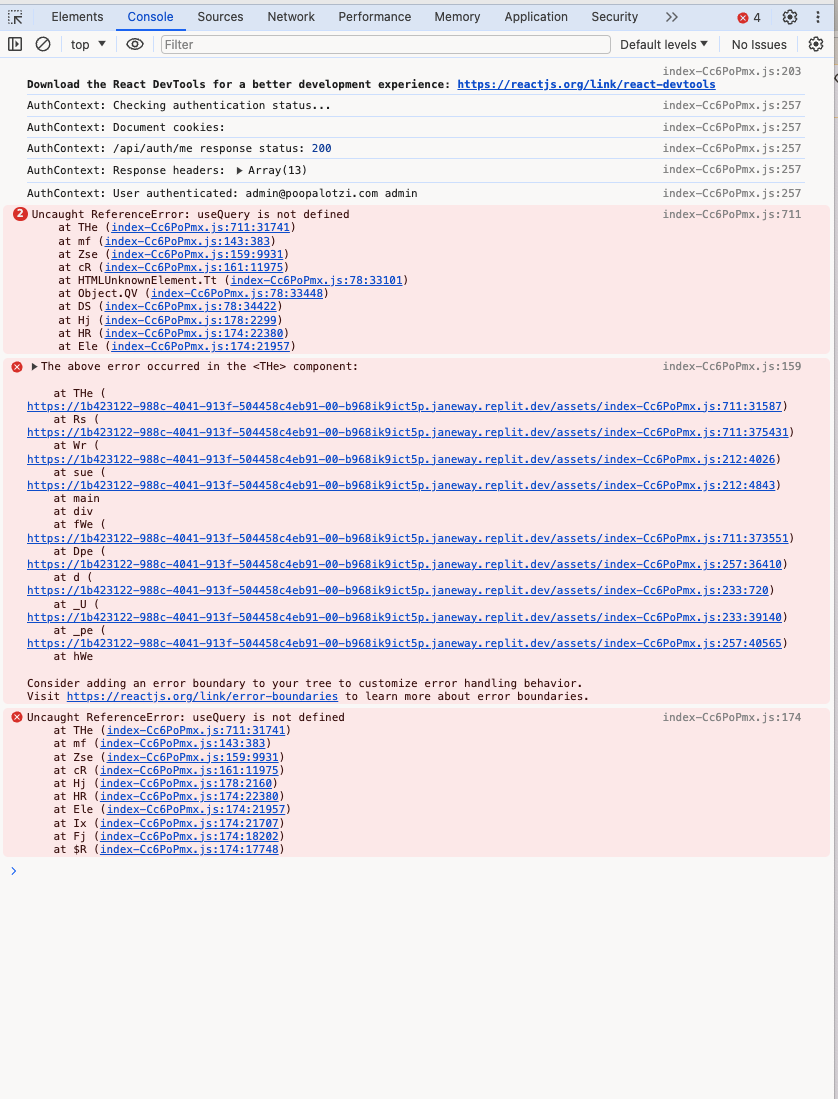 Elements Console Sources Network Performance Memory Application Security 4
top Filter Default levels No Issues
index-Cc6PoPmx.js:203
Download the React DevTools for a better development experience: https://reactjs.org/link/react-devtools
AuthContext: Checking authentication status... index-Cc6PoPmx.js:257
AuthContext: Document cookies: index-Cc6PoPmx.js:257
AuthContext: /api/auth/me response status: 200 index-Cc6PoPmx.js:257
AuthContext: Response headers: ▶ Array(13) index-Cc6PoPmx.js:257
AuthContext: User authenticated: admin@poopalotzi.com admin index-Cc6PoPmx.js:257
2 Uncaught ReferenceError: useQuery is not defined index-Cc6PoPmx.js:711
at THe (index-Cc6PoPmx.js:711:31741)
at mf (index-Cc6PoPmx.js:143:383)
at Zse (index-Cc6PoPmx.js:159:9931)
at cR (index-Cc6PoPmx.js:161:11975)
at HTMLUnknownElement.Tt (index-Cc6PoPmx.js:78:33101)
at Object.QV (index-Cc6PoPmx.js:78:33448)
at DS (index-Cc6PoPmx.js:78:34422)
at Hj (index-Cc6PoPmx.js:178:2299)
at HR (index-Cc6PoPmx.js:174:22380)
at Ele (index-Cc6PoPmx.js:174:21957)
▶ The above error occurred in the <THe> component: index-Cc6PoPmx.js:159
at THe (
https://1b423122-988c-4041-913f-504458c4eb91-00-b968ik9ict5p.janeway.replit.dev/assets/index-Cc6PoPmx.js:711:31587)
at Rs (
https://1b423122-988c-4041-913f-504458c4eb91-00-b968ik9ict5p.janeway.replit.dev/assets/index-Cc6PoPmx.js:711:375431)
at Wr (
https://1b423122-988c-4041-913f-504458c4eb91-00-b968ik9ict5p.janeway.replit.dev/assets/index-Cc6PoPmx.js:212:4026)
at sue (
https://1b423122-988c-4041-913f-504458c4eb91-00-b968ik9ict5p.janeway.replit.dev/assets/index-Cc6PoPmx.js:212:4843)
at main
at div
at fWe (
https://1b423122-988c-4041-913f-504458c4eb91-00-b968ik9ict5p.janeway.replit.dev/assets/index-Cc6PoPmx.js:711:373551)
at Dpe (
https://1b423122-988c-4041-913f-504458c4eb91-00-b968ik9ict5p.janeway.replit.dev/assets/index-Cc6PoPmx.js:257:36410)
at d (
https://1b423122-988c-4041-913f-504458c4eb91-00-b968ik9ict5p.janeway.replit.dev/assets/index-Cc6PoPmx.js:233:720)
at _U (
https://1b423122-988c-4041-913f-504458c4eb91-00-b968ik9ict5p.janeway.replit.dev/assets/index-Cc6PoPmx.js:233:39140)
at _pe (
https://1b423122-988c-4041-913f-504458c4eb91-00-b968ik9ict5p.janeway.replit.dev/assets/index-Cc6PoPmx.js:257:40565)
at hWe
Consider adding an error boundary to your tree to customize error handling behavior.
Visit https://reactjs.org/link/error-boundaries to learn more about error boundaries.
Uncaught ReferenceError: useQuery is not defined index-Cc6PoPmx.js:174
at THe (index-Cc6PoPmx.js:711:31741)
at mf (index-Cc6PoPmx.js:143:383)
at Zse (index-Cc6PoPmx.js:159:9931)
at cR (index-Cc6PoPmx.js:161:11975)
at Hj (index-Cc6PoPmx.js:178:2160)
at HR (index-Cc6PoPmx.js:174:22380)
at Ele (index-Cc6PoPmx.js:174:21957)
at Ix (index-Cc6PoPmx.js:174:21707)
at Fj (index-Cc6PoPmx.js:174:18202)
at $R (index-Cc6PoPmx.js:174:17748)